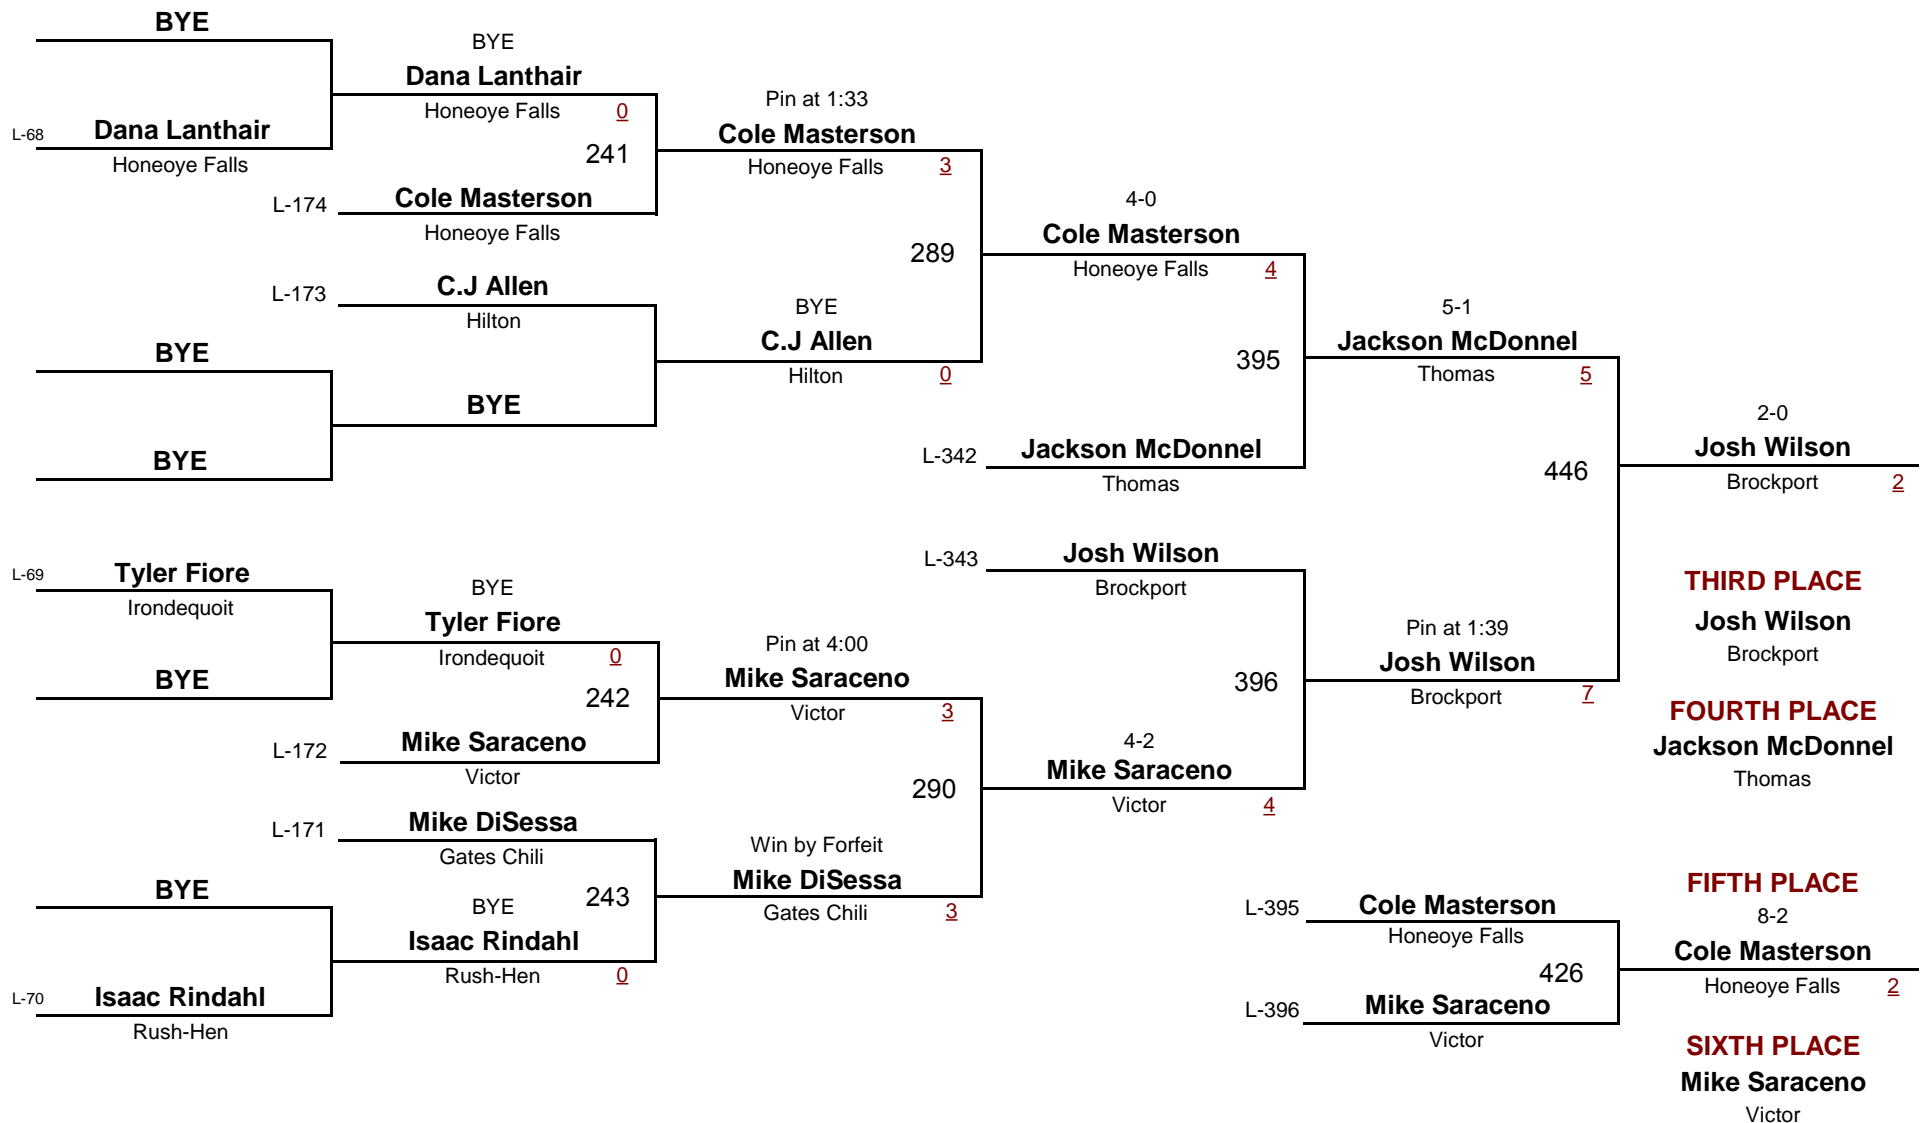 BYE
BYE
Dana Lanthair
Honeoye Falls 0
L-68 Dana Lanthair
Honeoye Falls
Pin at 1:33
Cole Masterson
Honeoye Falls 3
241
L-174 Cole Masterson
Honeoye Falls
4-0
Cole Masterson
Honeoye Falls 4
289
L-173 C.J Allen
Hilton
BYE
C.J Allen
Hilton 0
5-1
Jackson McDonnel
Thomas 5
BYE
395
BYE
2-0
Josh Wilson
Brockport 2
BYE
L-342 Jackson McDonnel
Thomas
446
L-69 Tyler Fiore
Irondequoit
BYE
Tyler Fiore
Irondequoit 0
L-343 Josh Wilson
Brockport
THIRD PLACE
Josh Wilson
Brockport
BYE
Pin at 4:00
Mike Saraceno
Victor 3
242
396
Pin at 1:39
Josh Wilson
Brockport 7
L-172 Mike Saraceno
Victor
4-2
Mike Saraceno
Victor 4
FOURTH PLACE
Jackson McDonnel
Thomas
290
L-171 Mike DiSessa
Gates Chili
Win by Forfeit
Mike DiSessa
Gates Chili 3
BYE
243
BYE
Isaac Rindahl
Rush-Hen 0
L-70 Isaac Rindahl
Rush-Hen
L-395 Cole Masterson
Honeoye Falls
FIFTH PLACE
8-2
Cole Masterson
Honeoye Falls 2
426
L-396 Mike Saraceno
Victor
SIXTH PLACE
Mike Saraceno
Victor